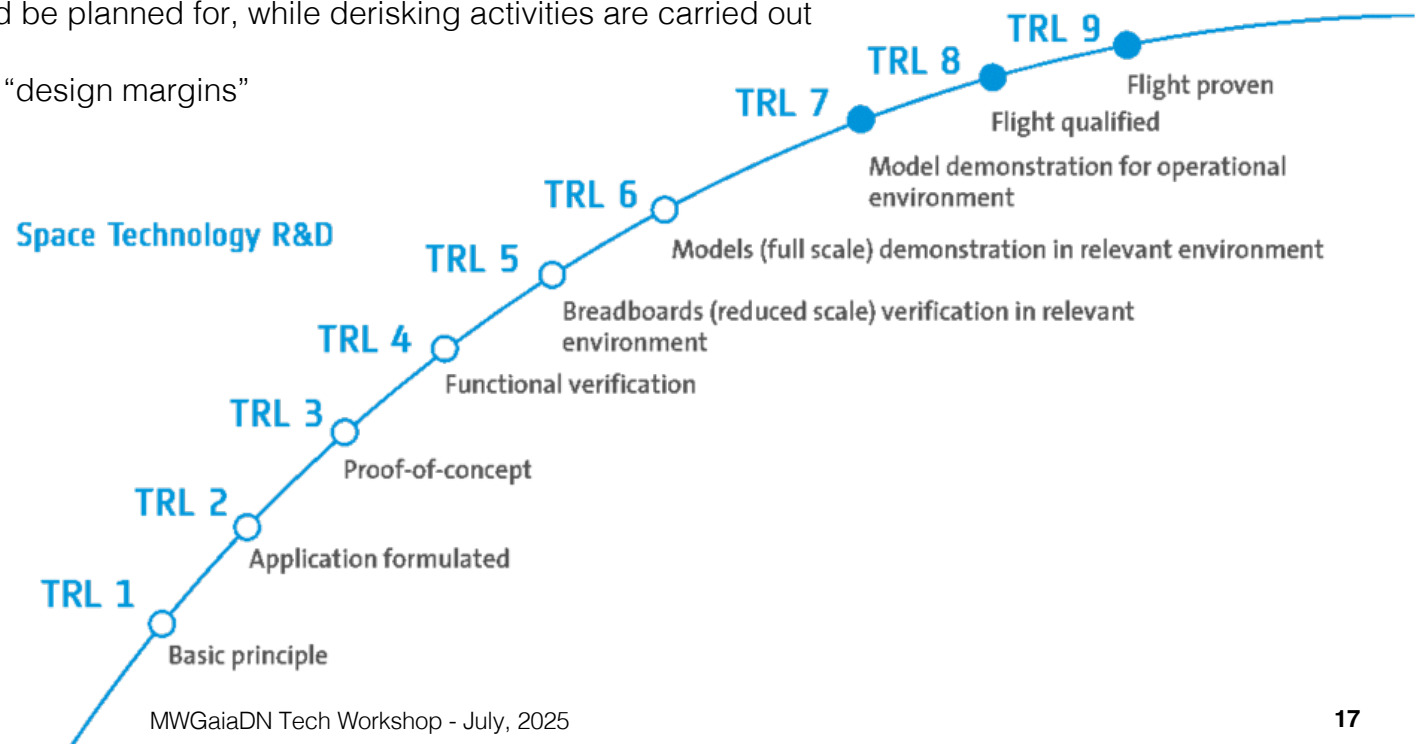 d be planned for, while derisking activities are carried out
“design margins”
TRL 9
Flight proven
TRL 8
Flight qualified
TRL 7
Model demonstration for operational
environment
TRL 6
Models (full scale) demonstration in relevant environment
Space Technology R&D
TRL 5
Breadboards (reduced scale) verification in relevant
environment
TRL 4
Functional verification
TRL 3
Proof-of-concept
TRL 2
Application formulated
TRL 1
Basic principle
MWGaiaDN Tech Workshop - July, 2025
17